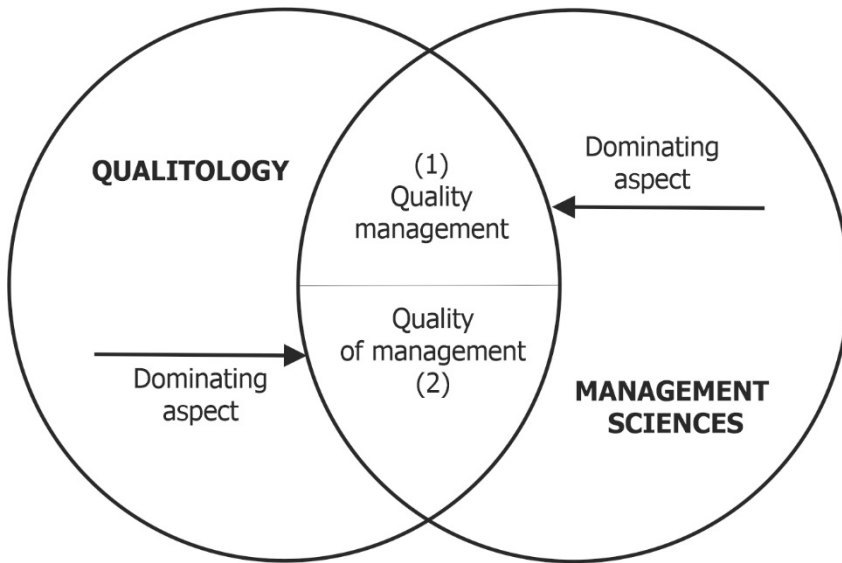 QUALITOLOGY
(1)
Quality
management
Dominating
aspect
Dominating
aspect
Quality
of management
(2)
MANAGEMENT
SCIENCES